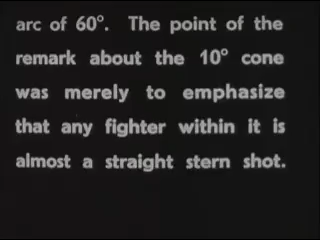 arc of 60°. The point of the
remark about the 10° cone
was merely to emphasize
that any fighter within it is
almost a straight stern shot.